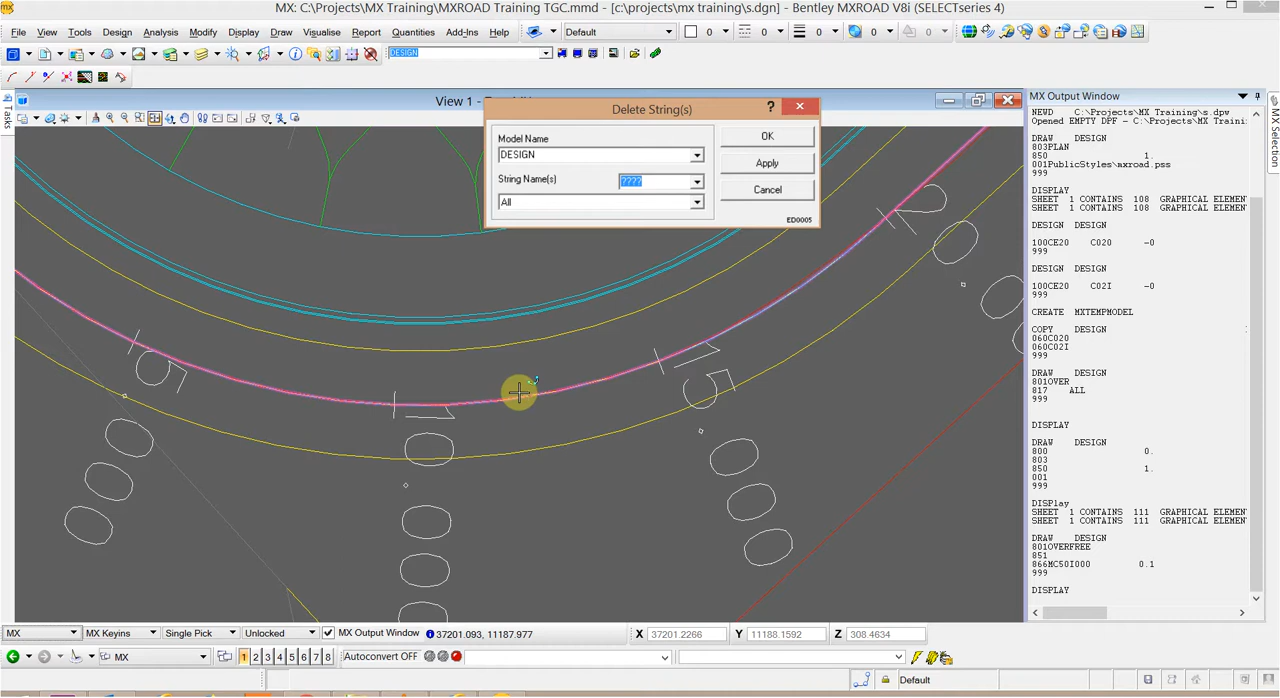 MX: C:\Projects\MX Training\MXROAD Training TGC.mmd - [c:\projects\mx training\s.dgn] - Bentley MXROAD V8i (SELECTseries 4)
File View Tools Design Analysis Modify Display Draw Visualise Report Quantities Add-Ins Help Default 0 0 0 0 0
DESIGN
View 1 -
Tasks
MX Output Window
MX Selection
Delete String(s)
Model Name
DESIGN
String Name(s)
????
All
OK
Apply
Cancel
ED0005
NEWD C:\Projects\MX Training\s.dpw
Opened EMPTY DPF - C:\Projects\MX Traini
DRAW DESIGN
803PLAN
850 1.
001PublicStyles\mxroad.pss
999
DISPLAY
SHEET 1 CONTAINS 108 GRAPHICAL ELEMEN
SHEET 1 CONTAINS 108 GRAPHICAL ELEMEN
DESIGN DESIGN
100CE20 C020 -0
999
DESIGN DESIGN
100CE20 C02I -0
999
CREATE MXTEMPMODEL
COPY DESIGN
060C020
060C02I
999
DRAW DESIGN
801OVER
817 ALL
999
DISPLAY
DRAW DESIGN
800 0.
803
850 1.
001
999
DISPlay
SHEET 1 CONTAINS 111 GRAPHICAL ELEMEN
SHEET 1 CONTAINS 111 GRAPHICAL ELEMEN
DRAW DESIGN
801OVERFREE
851
866MC50I000 0.1
999
DISPLAY
MX MX Keyins Single Pick Unlocked MX Output Window 37201.093, 11187.977 X 37201.2266 Y 11188.1592 Z 308.4634
MX 1 2 3 4 5 6 7 8 Autoconvert OFF
Default